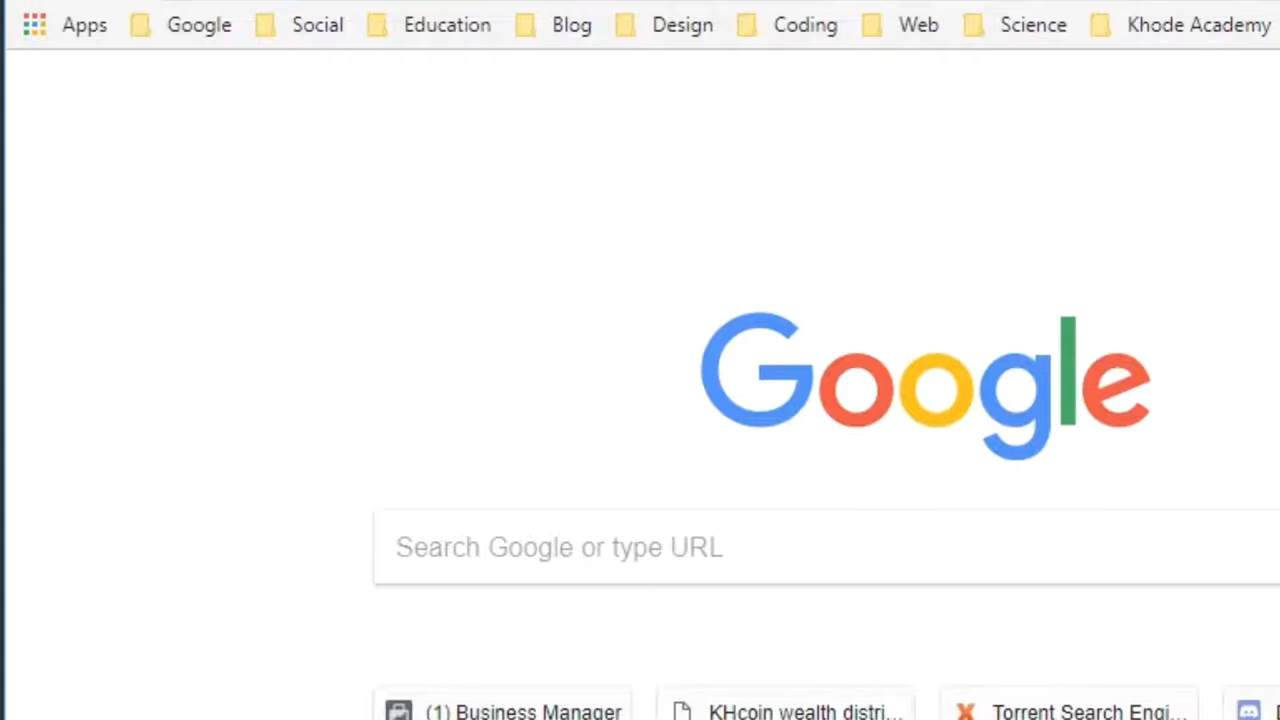 Apps Google Social Education Blog Design Coding Web Science Khode Academy
Google
Search Google or type URL
(1) Business Manager KHcoin wealth distri... Torrent Search Engi...